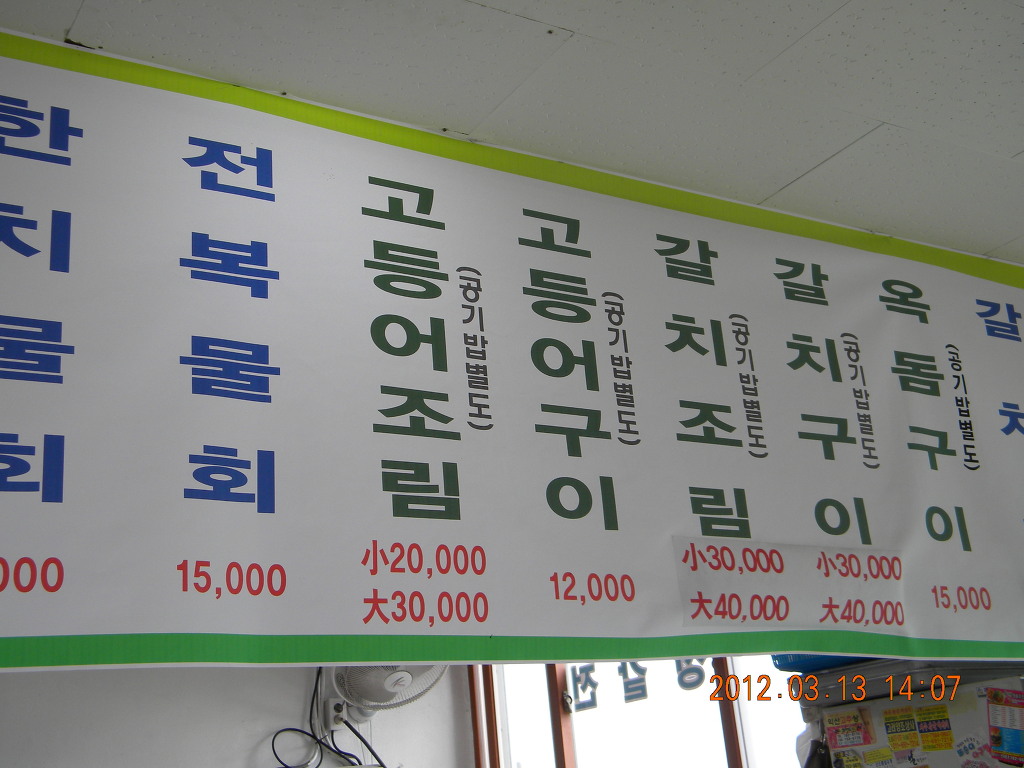 한치물회
000
전복물회
15,000
고등어조림
(공기밥별도)
小20,000
大30,000
고등어구이
(공기밥별도)
12,000
갈치조림
(공기밥별도)
小30,000
大40,000
갈치구이
(공기밥별도)
小30,000
大40,000
옥돔구이
(공기밥별도)
15,000
갈치
2012.03.13 14:07